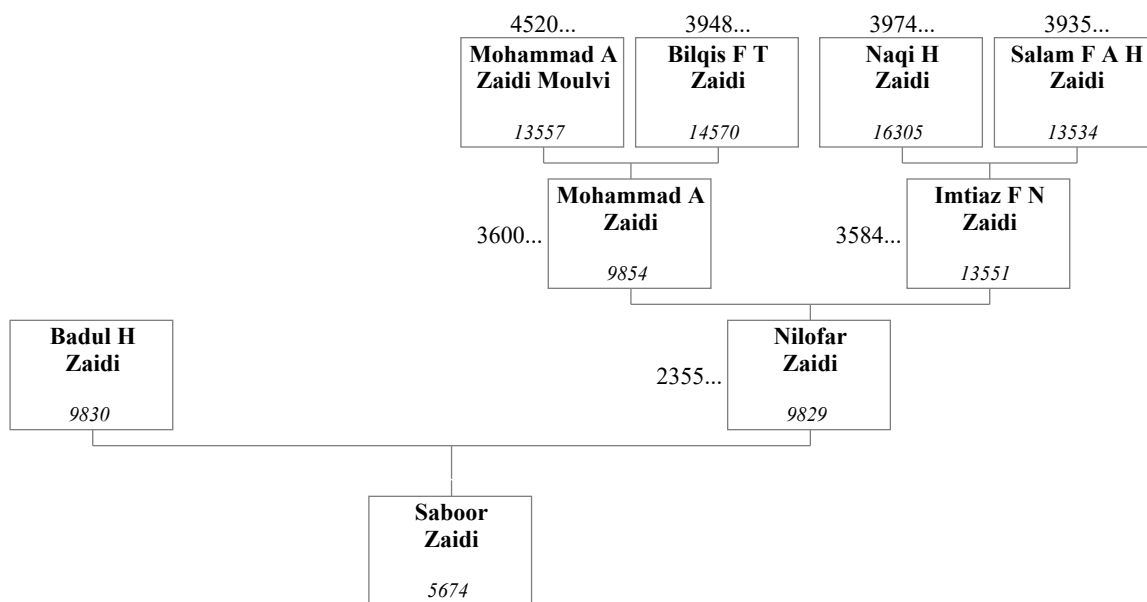 4520... 3948... 3974... 3935...
Mohammad A Bilqis F T Naqi H Salam F A H
Zaidi Moulvi Zaidi Zaidi Zaidi
13557 14570 16305 13534
Mohammad A Imtiaz F N
Zaidi Zaidi
3600... 3584...
9854 13551
Badul H Nilofar
Zaidi Zaidi
2355...
9830 9829
Saboor
Zaidi
5674